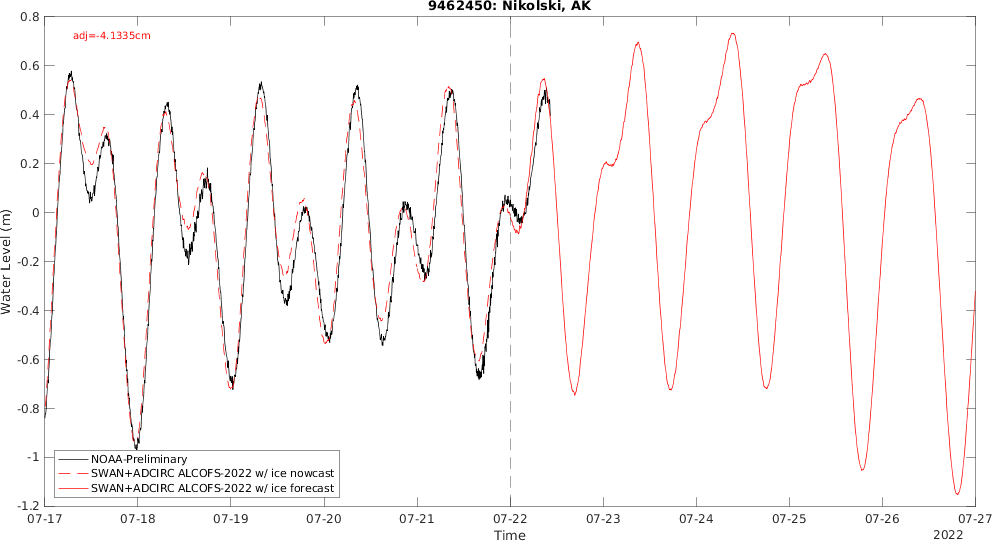 9462450: Nikolski, AK
adj=-4.1335cm
0.8
0.6
0.4
0.2
0
-0.2
-0.4
-0.6
-0.8
-1
-1.2
Water Level (m)
NOAA-Preliminary
SWAN+ADCIRC ALCOFS-2022 w/ ice nowcast
SWAN+ADCIRC ALCOFS-2022 w/ ice forecast
07-17 07-18 07-19 07-20 07-21 07-22 07-23 07-24 07-25 07-26 07-27
Time
2022